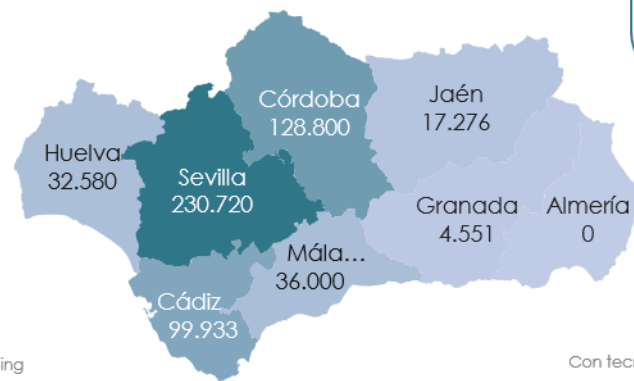 Córdoba
128.800
Jaén
17.276
Huelva
32.580
Sevilla
230.720
Granada
4.551
Almería
0
Mála...
36.000
Cádiz
99.933
ing
Con tecn